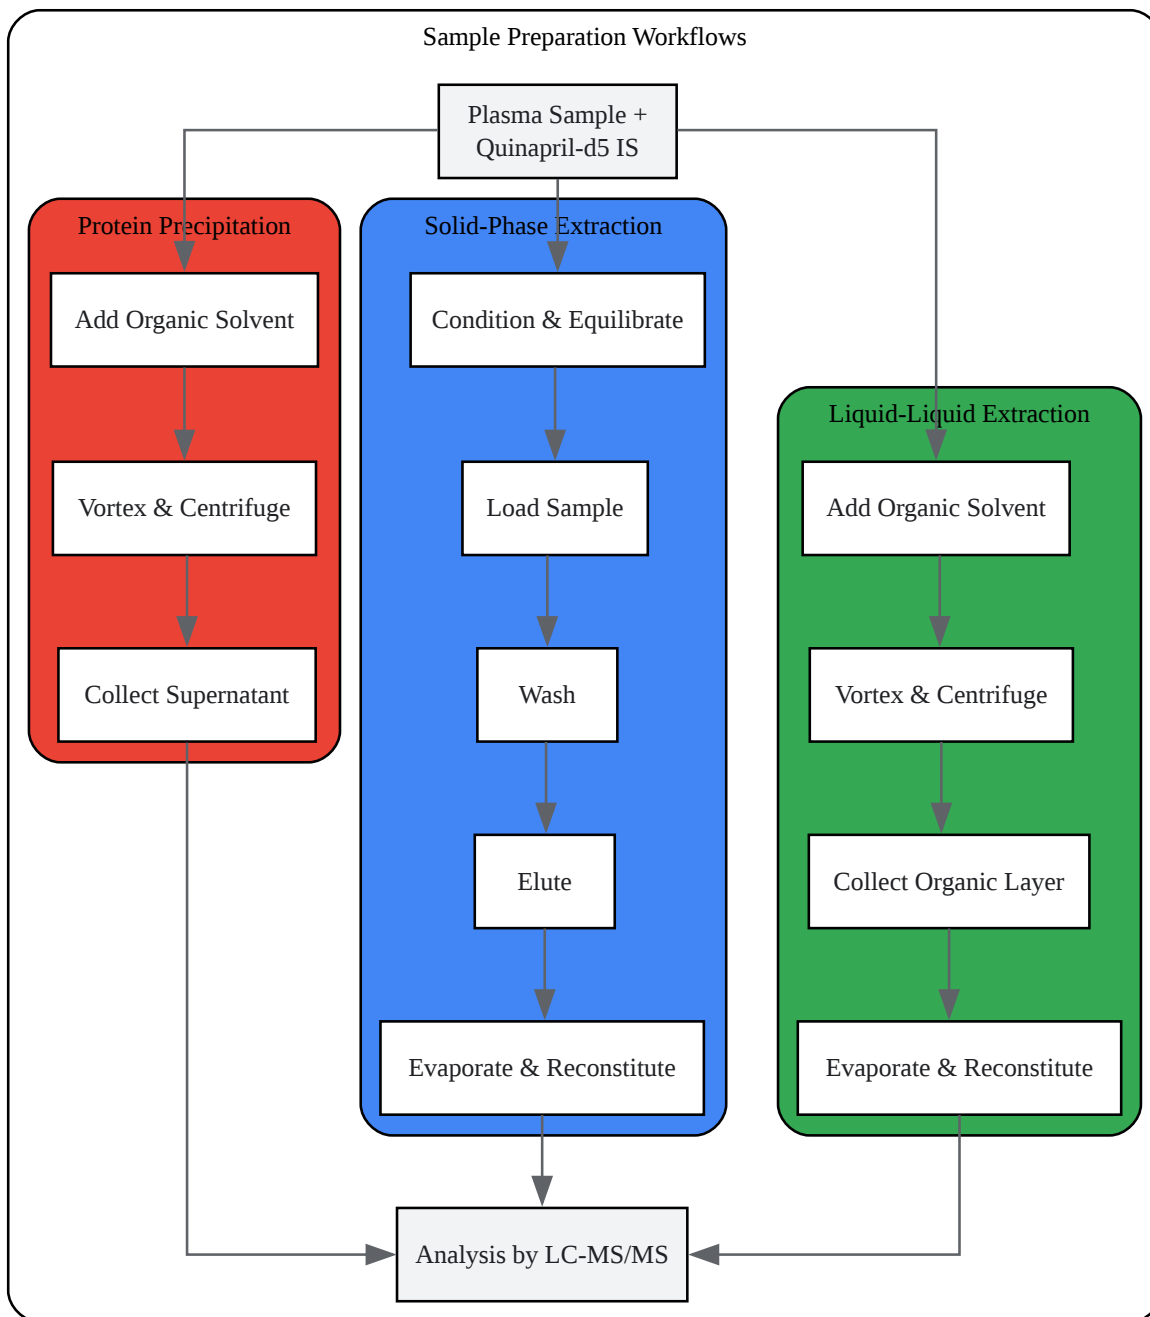 Sample Preparation Workflows
Plasma Sample +
Quinapril-d5 IS
Protein Precipitation
Add Organic Solvent
Vortex & Centrifuge
Collect Supernatant
Solid-Phase Extraction
Condition & Equilibrate
Load Sample
Wash
Elute
Evaporate & Reconstitute
Liquid-Liquid Extraction
Add Organic Solvent
Vortex & Centrifuge
Collect Organic Layer
Evaporate & Reconstitute
Analysis by LC-MS/MS